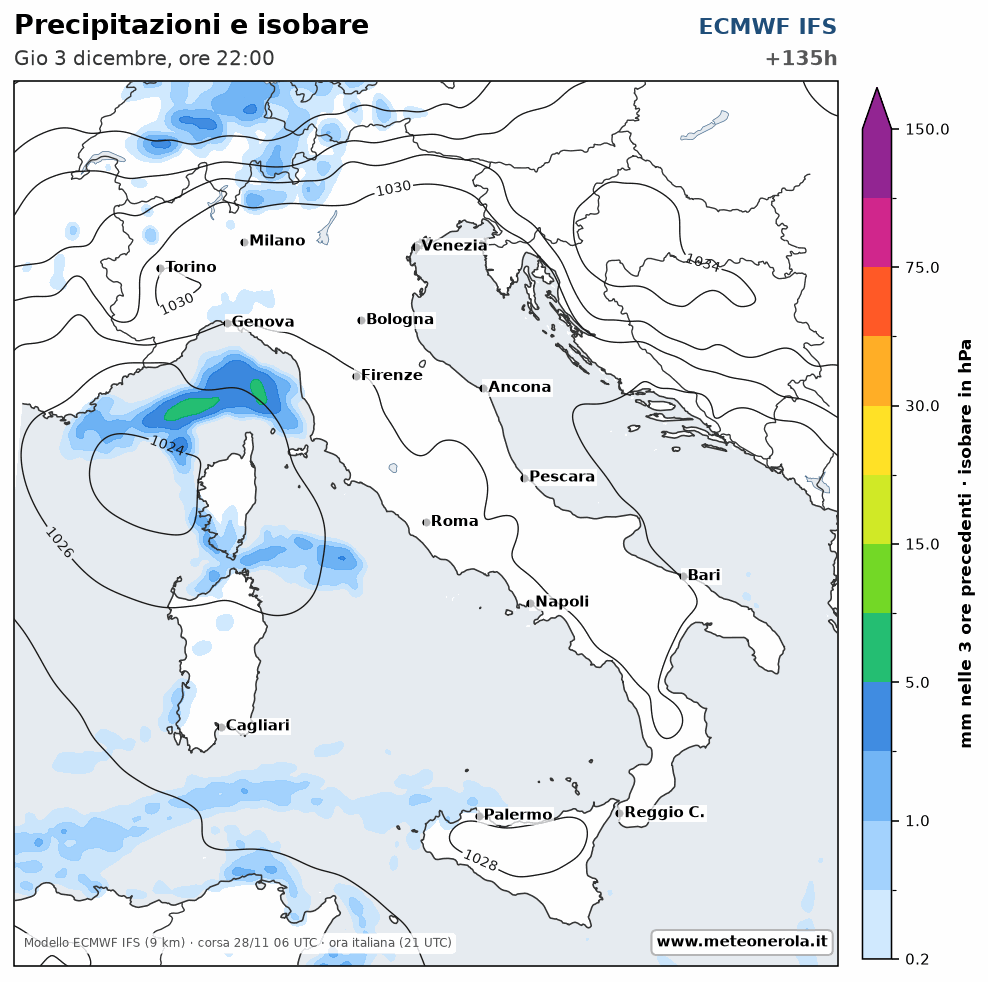 Precipitazioni e isobare
ECMWF IFS
Gio 3 dicembre, ore 22:00
+135h
150.0
75.0
30.0
15.0
5.0
1.0
0.2
mm nelle 3 ore precedenti · isobare in hPa
1030
Milano
Venezia
Torino
1034
1030
Genova
Bologna
Firenze
Ancona
1024
Pescara
Roma
1026
Bari
Napoli
Cagliari
Palermo
Reggio C.
1028
Modello ECMWF IFS (9 km) · corsa 28/11 06 UTC · ora italiana (21 UTC)
www.meteonerola.it